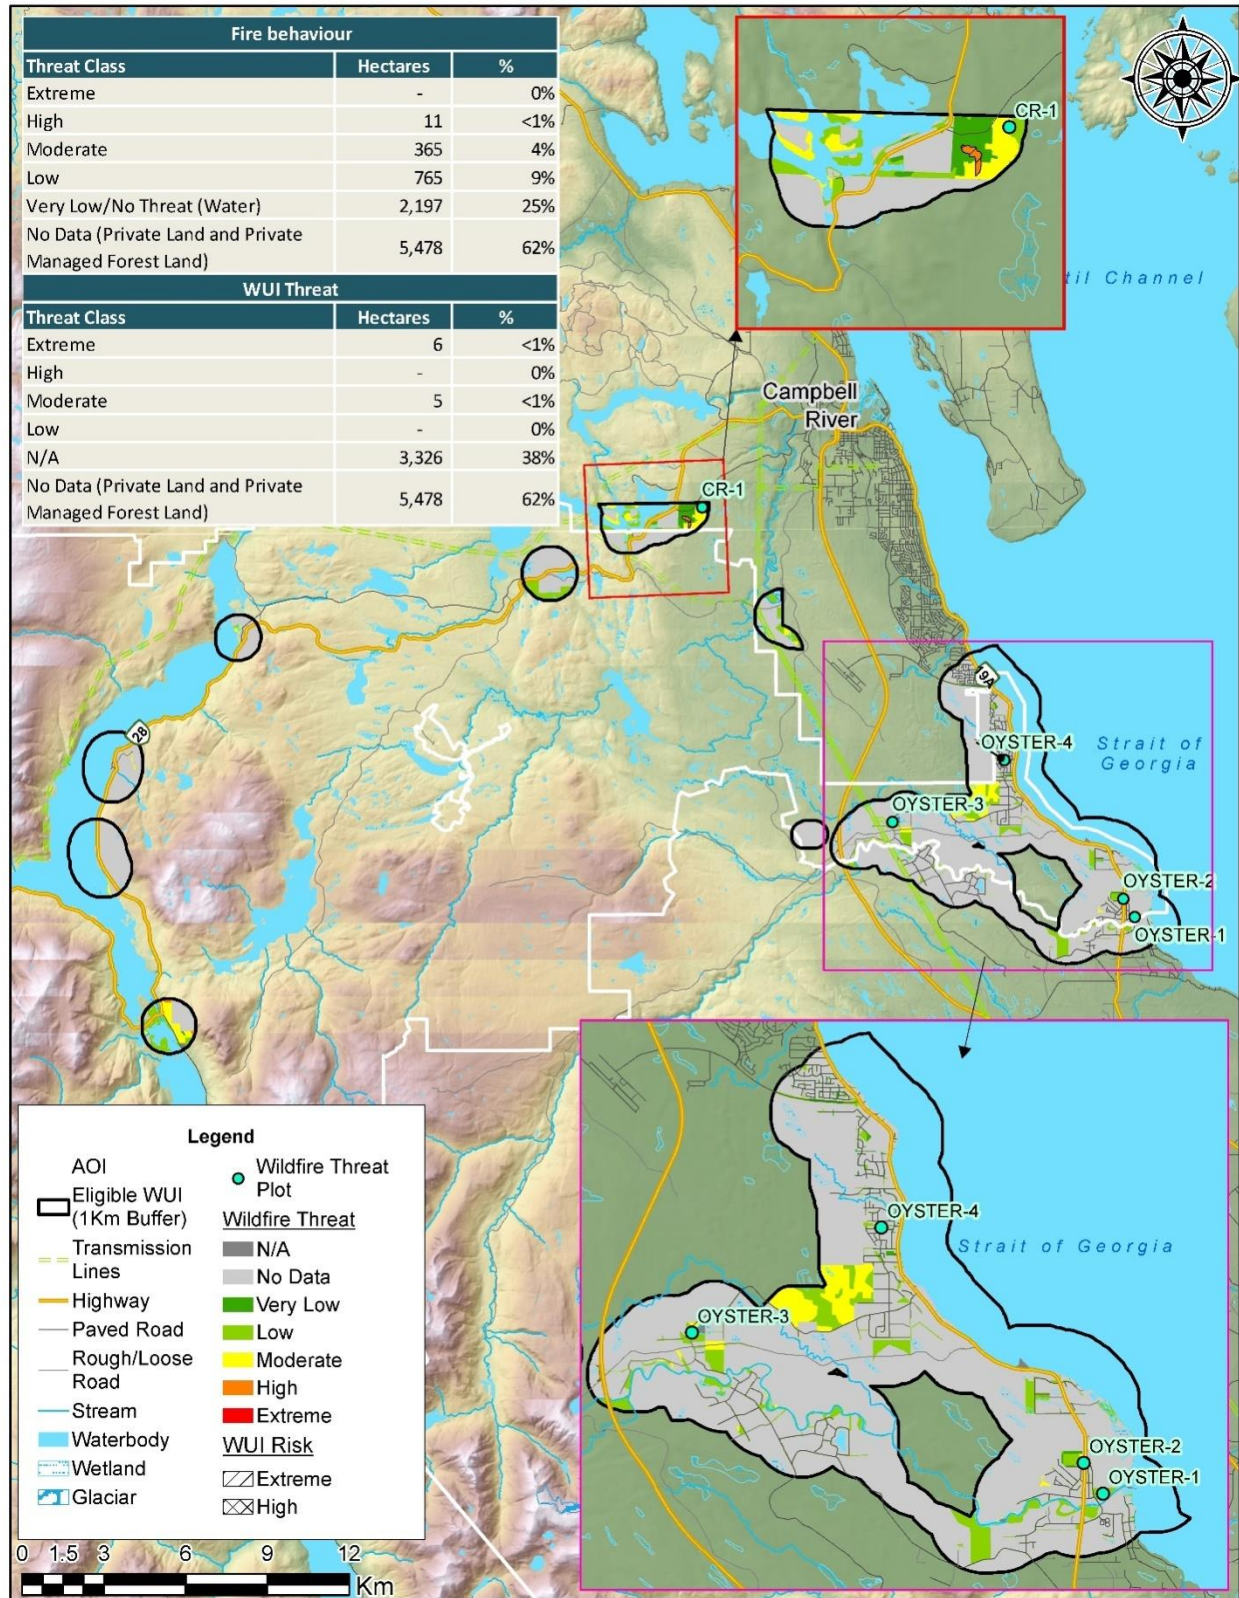 Fire behaviour
Threat Class Hectares %
Extreme - 0%
High 11 <1%
Moderate 365 4%
Low 765 9%
Very Low/No Threat (Water) 2,197 25%
No Data (Private Land and Private
Managed Forest Land) 5,478 62%
WUI Threat
Threat Class Hectares %
Extreme 6 <1%
High - 0%
Moderate 5 <1%
Low - 0%
N/A 3,326 38%
No Data (Private Land and Private
Managed Forest Land) 5,478 62%
CR-1
til Channel
Campbell
River
CR-1
19A
28
OYSTER-4
Strait of
Georgia
OYSTER-3
OYSTER-2
OYSTER-1
OYSTER-4
Strait of Georgia
OYSTER-3
OYSTER-2
OYSTER-1
Legend
AOI
Eligible WUI
(1Km Buffer)
Transmission
Lines
Highway
Paved Road
Rough/Loose
Road
Stream
Waterbody
Wetland
Glaciar
Wildfire Threat
Plot
Wildfire Threat
N/A
No Data
Very Low
Low
Moderate
High
Extreme
WUI Risk
Extreme
High
0 1.5 3 6 9 12
Km